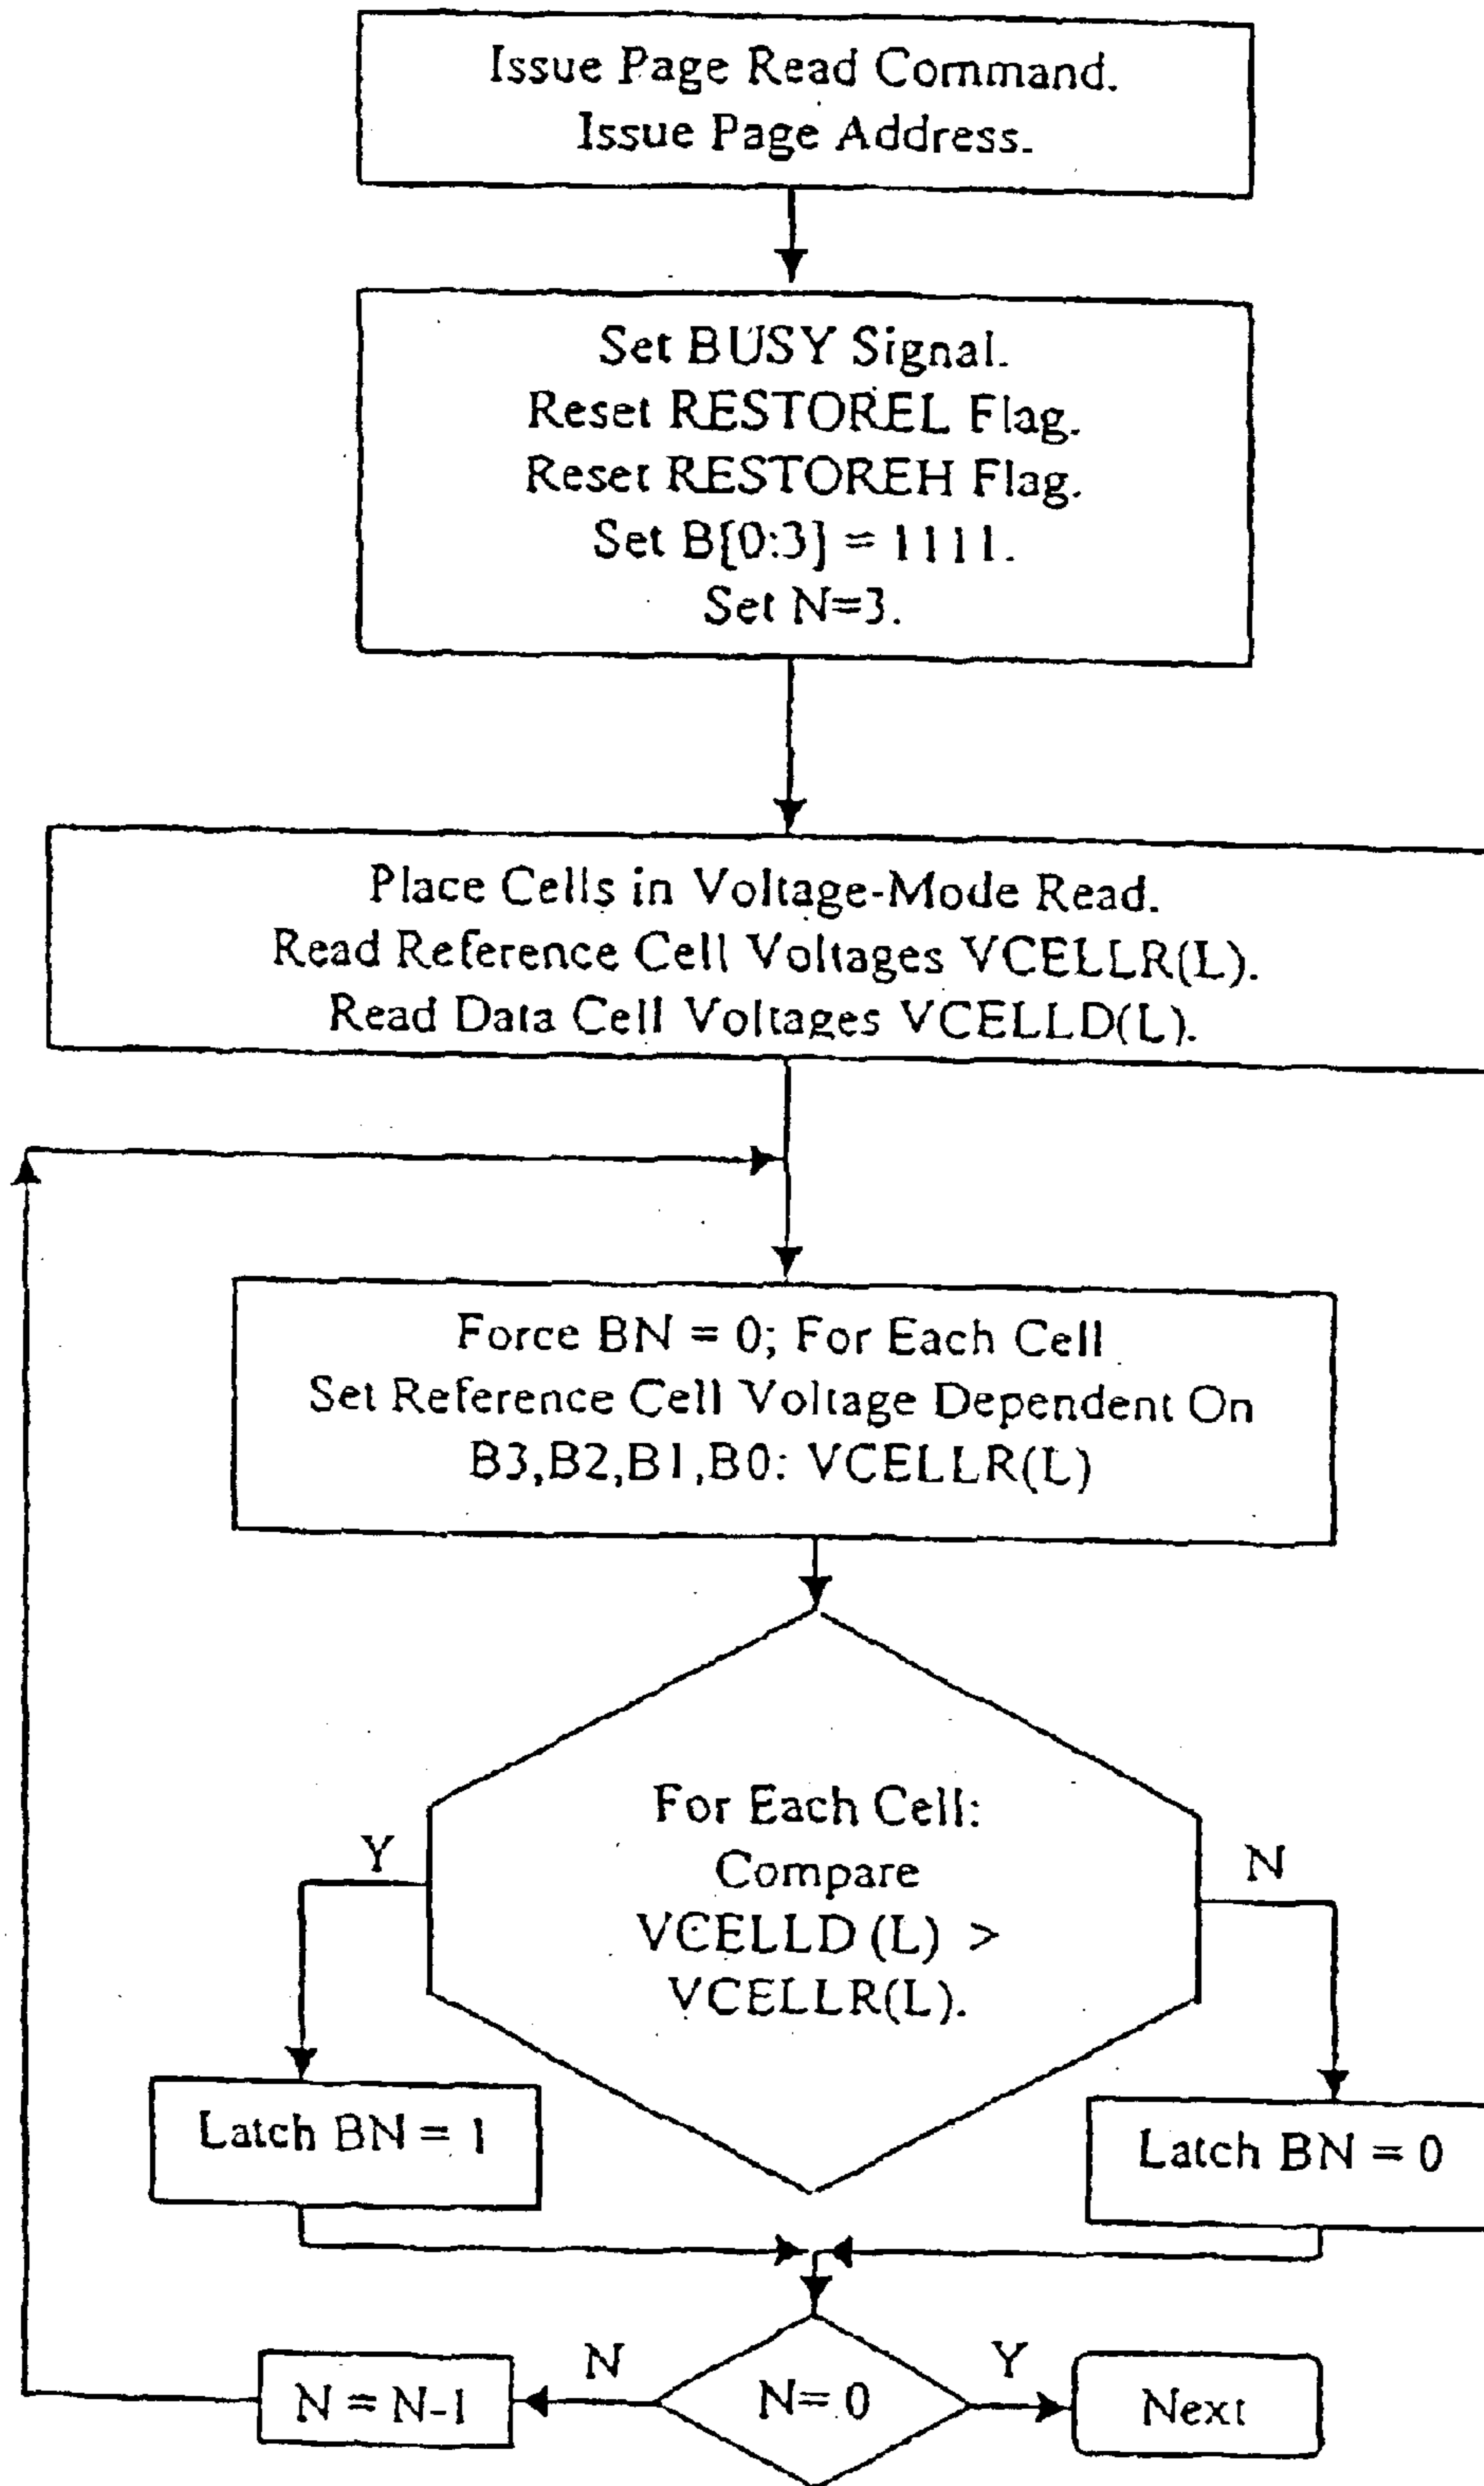 Issue Page Read Command.
Issue Page Address.
Set BUSY Signal.
Reset RESTOREL Flag.
Reset RESTOREH Flag.
Set B[0:3] = 1111.
Set N=3.
Place Cells in Voltage-Mode Read.
Read Reference Cell Voltages VCELLR(L).
Read Data Cell Voltages VCELLD(L).
Force BN = 0; For Each Cell
Set Reference Cell Voltage Dependent On
B3,B2,B1,B0: VCELLR(L)
For Each Cell:
Compare
VCELLD (L) >
VCELLR(L).
Y
N
Latch BN = 1
Latch BN = 0
N = N-1
N
N= 0
Y
Next